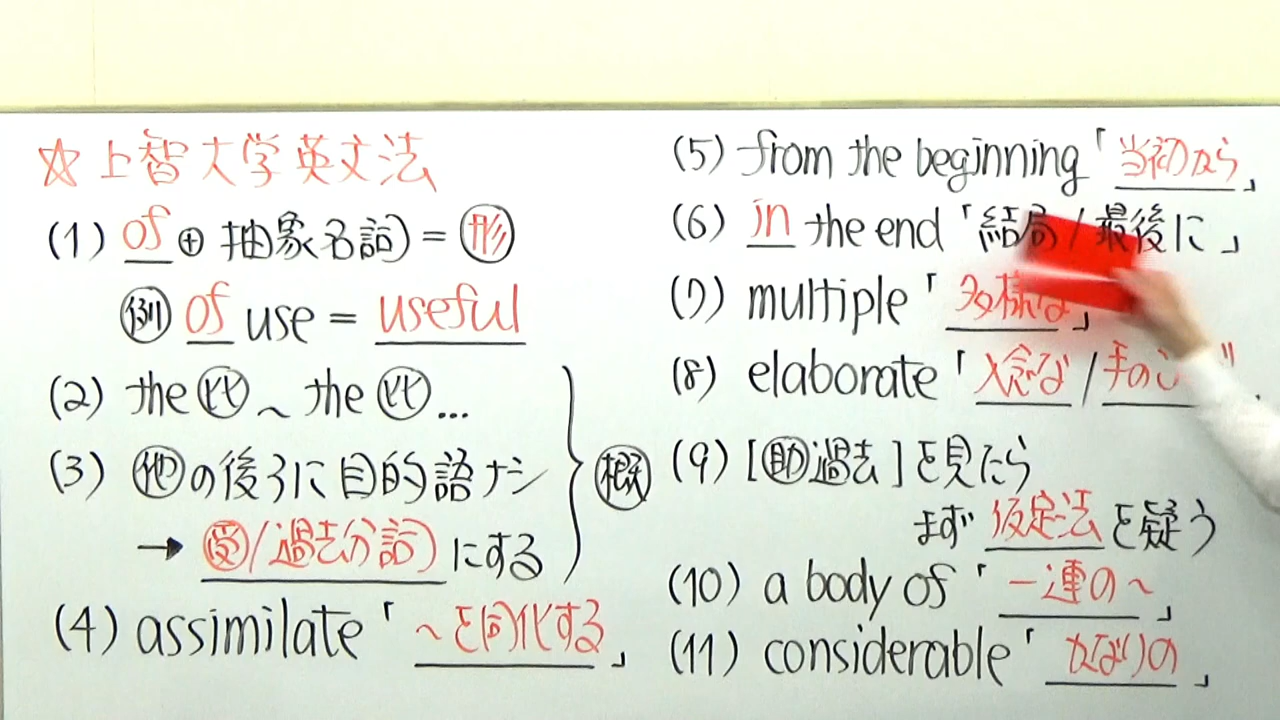 ☆上智大学英文法
(1) of ⊕ 抽象名詞 = ㊒形
例 of use = useful
(2) the 比 ~ the 比 ...
(3) 他の後ろに目的語ナシ
→ 受/過去分詞にする
概
(4) assimilate「~を同化する」
(5) from the beginning「当初から」
(6) in the end「結局/最後に」
(7) multiple「多様な」
(8) elaborate「入念な/手のこ
(9) [助過去]を見たら
まず仮定法を疑う
(10) a body of「一連の~」
(11) considerable「かなりの」